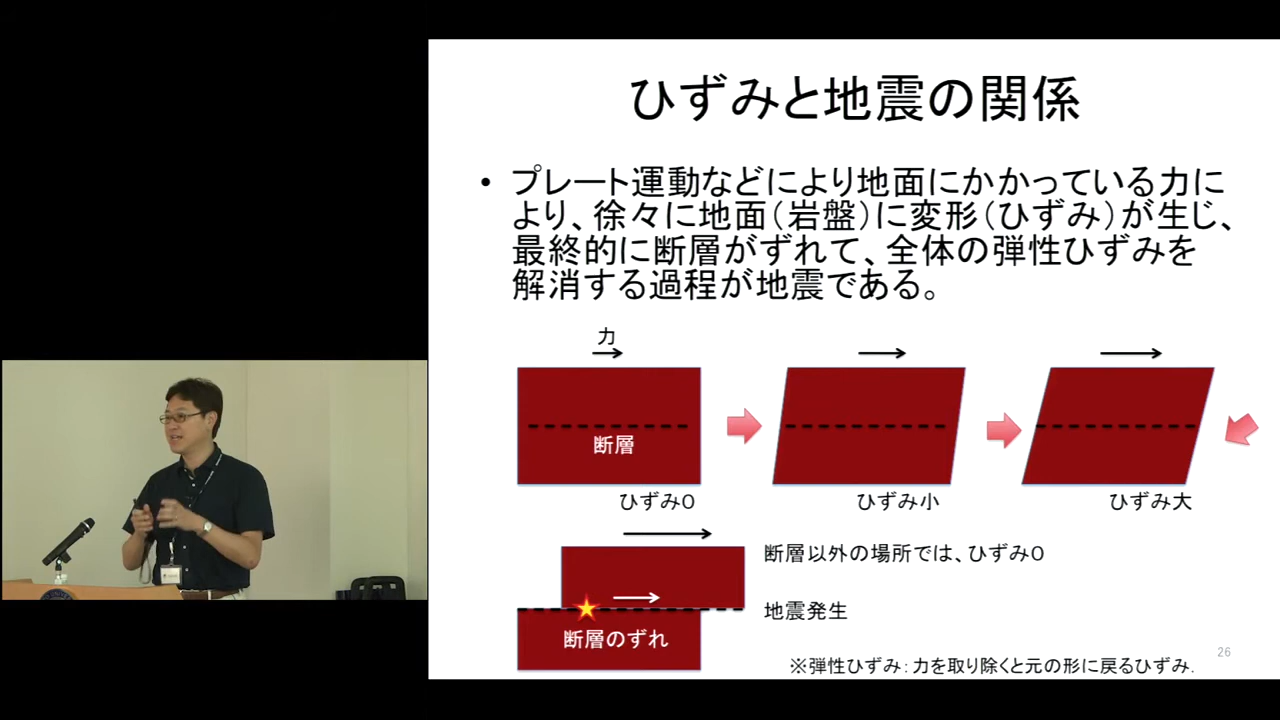 ひずみと地震の関係
• プレート運動などにより地面にかかっている力に
より、徐々に地面（岩盤）に変形（ひずみ）が生じ、
最終的に断層がずれて、全体の弾性ひずみを
解消する過程が地震である。
力
断層
ひずみ0
ひずみ小
ひずみ大
断層以外の場所では、ひずみ0
地震発生
断層のずれ
※弾性ひずみ：力を取り除くと元の形に戻るひずみ.
26